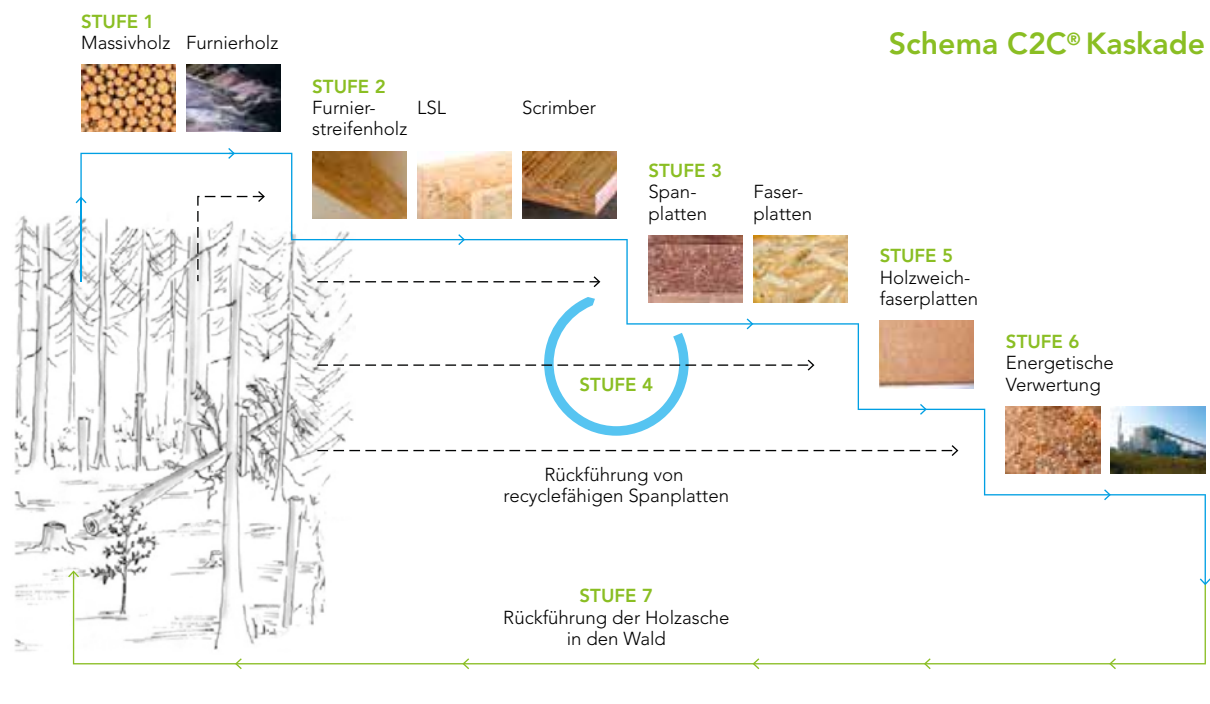 Schema C2C® Kaskade
STUFE 1
Massivholz
Furnierholz
STUFE 2
Furnier-
streifenholz
LSL
Scrimber
STUFE 3
Span-
platten
Faser-
platten
STUFE 5
Holzweich-
faserplatten
STUFE 6
Energetische
Verwertung
STUFE 4
Rückführung von
recyclefähigen Spanplatten
STUFE 7
Rückführung der Holzasche
in den Wald